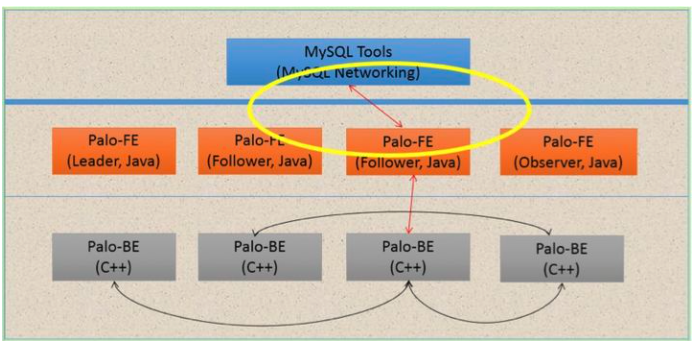 MySQL Tools
(MySQL Networking)
Palo-FE
(Leader, Java)
Palo-FE
(Follower, Java)
Palo-FE
(Follower, Java)
Palo-FE
(Observer, Java)
Palo-BE
(C++)
Palo-BE
(C++)
Palo-BE
(C++)
Palo-BE
(C++)